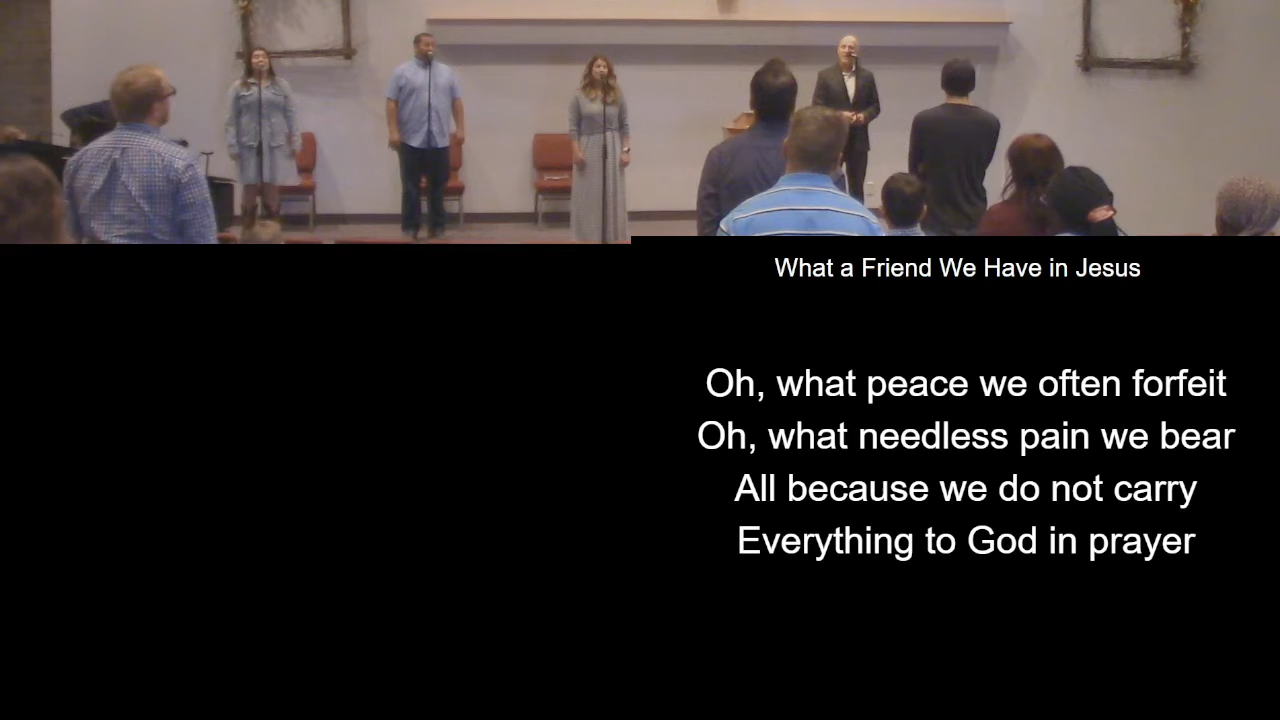 What a Friend We Have in Jesus
Oh, what peace we often forfeit
Oh, what needless pain we bear
All because we do not carry
Everything to God in prayer